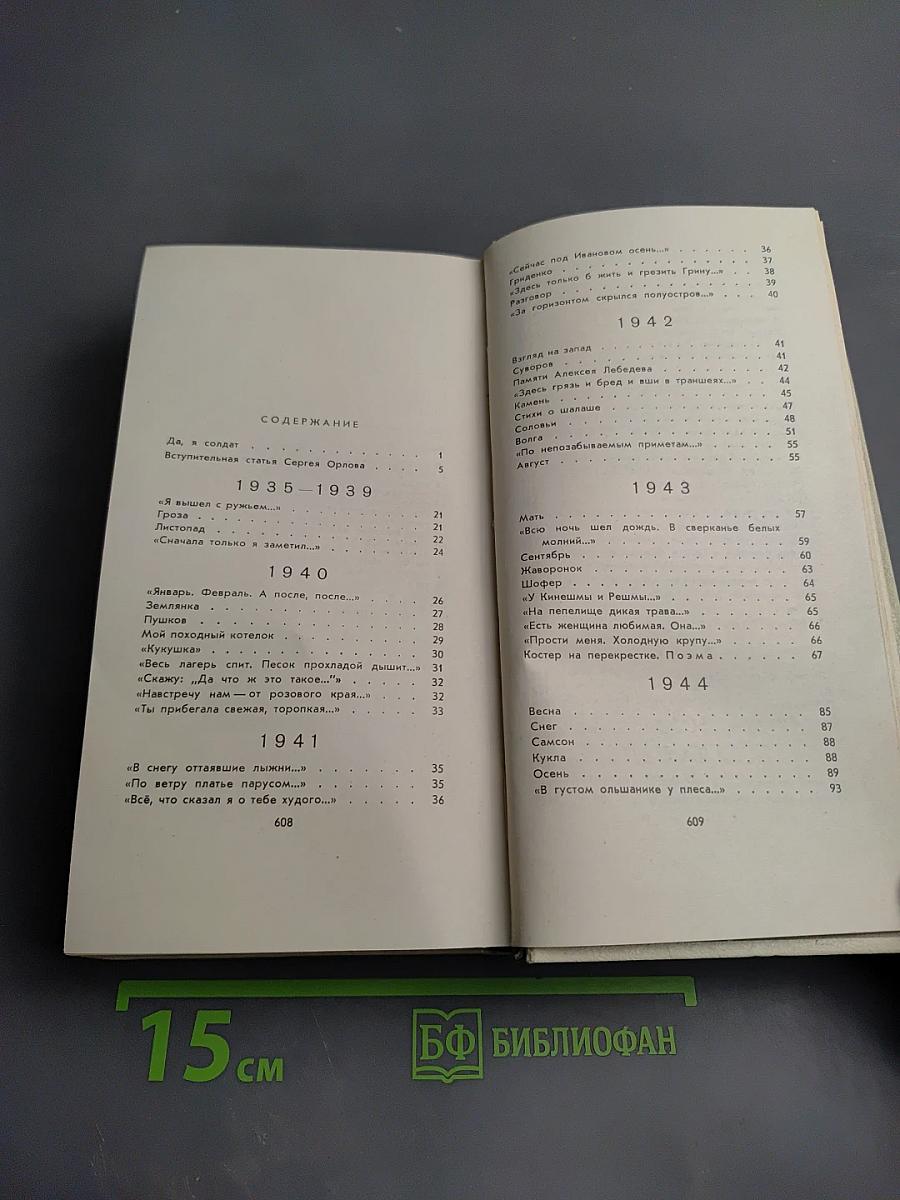 СОДЕРЖАНИЕ
Да, я солдат . . . . . . . . . . . . 1
Вступительная статья Сергея Орлова . . . . 5
1935—1939
«Я вышел с ружьем...» . . . . . . . . . 21
Гроза . . . . . . . . . . . . . . . 21
Листопад . . . . . . . . . . . . . . 22
«Сначала только я заметил...» . . . . . . 24
1940
«Январь. Февраль. А после, после...» . . . . 26
Землянка . . . . . . . . . . . . . . 27
Пушков . . . . . . . . . . . . . . . 28
Мой походный котелок . . . . . . . . . 29
«Кукушка» . . . . . . . . . . . . . . 30
«Весь лагерь спит. Песок прохладой дышит...» 31
«Скажу: „Да что ж это такое...“» . . . . . 32
«Навстречу нам — от розового края...» . . . 32
«Ты прибегала свежая, торопкая...» . . . . 33
1941
«В снегу оттаявшие лыжни...» . . . . . . . 35
«По ветру платье парусом...» . . . . . . . 35
«Всё, что сказал я о тебе худого...» . . . . . 36
608
«Сейчас под Ивановом осень...» . . . . . . 36
Гриденко . . . . . . . . . . . . . . 37
«Здесь только б жить и грезить Грину...» . . 38
Разговор . . . . . . . . . . . . . . 39
«За горизонтом скрылся полуостров...» . . . 40
1942
Взгляд на запад . . . . . . . . . . . . 41
Суворов . . . . . . . . . . . . . . . 41
Памяти Алексея Лебедева . . . . . . . . 42
«Здесь грязь и бред и вши в траншеях...» . . 44
Камень . . . . . . . . . . . . . . . 45
Стихи о шалаше . . . . . . . . . . . . 47
Соловьи . . . . . . . . . . . . . . . 48
Волга . . . . . . . . . . . . . . . . 51
«По непозабываемым приметам...» . . . . . 55
Август . . . . . . . . . . . . . . . 55
1943
Мать . . . . . . . . . . . . . . . . 57
«Всю ночь шел дождь. В сверканье белых
молний...» . . . . . . . . . . . . 59
Сентябрь . . . . . . . . . . . . . . 60
Жаворонок . . . . . . . . . . . . . . 63
Шофер . . . . . . . . . . . . . . . 64
«У Кинешмы и Решмы...» . . . . . . . . 65
«На пепелище дикая трава...» . . . . . . 65
«Есть женщина любимая. Она...» . . . . . 66
«Прости меня. Холодную крупу...» . . . . . 66
Костер на перекрестке. Поэма . . . . . . 67
1944
Весна . . . . . . . . . . . . . . . . 85
Снег . . . . . . . . . . . . . . . . 87
Самсон . . . . . . . . . . . . . . . 88
Кукла . . . . . . . . . . . . . . . . 88
Осень . . . . . . . . . . . . . . . . 89
«В густом ольшанике у плеса...» . . . . . . 93
609
15 см
БФ БИБЛИОФАН